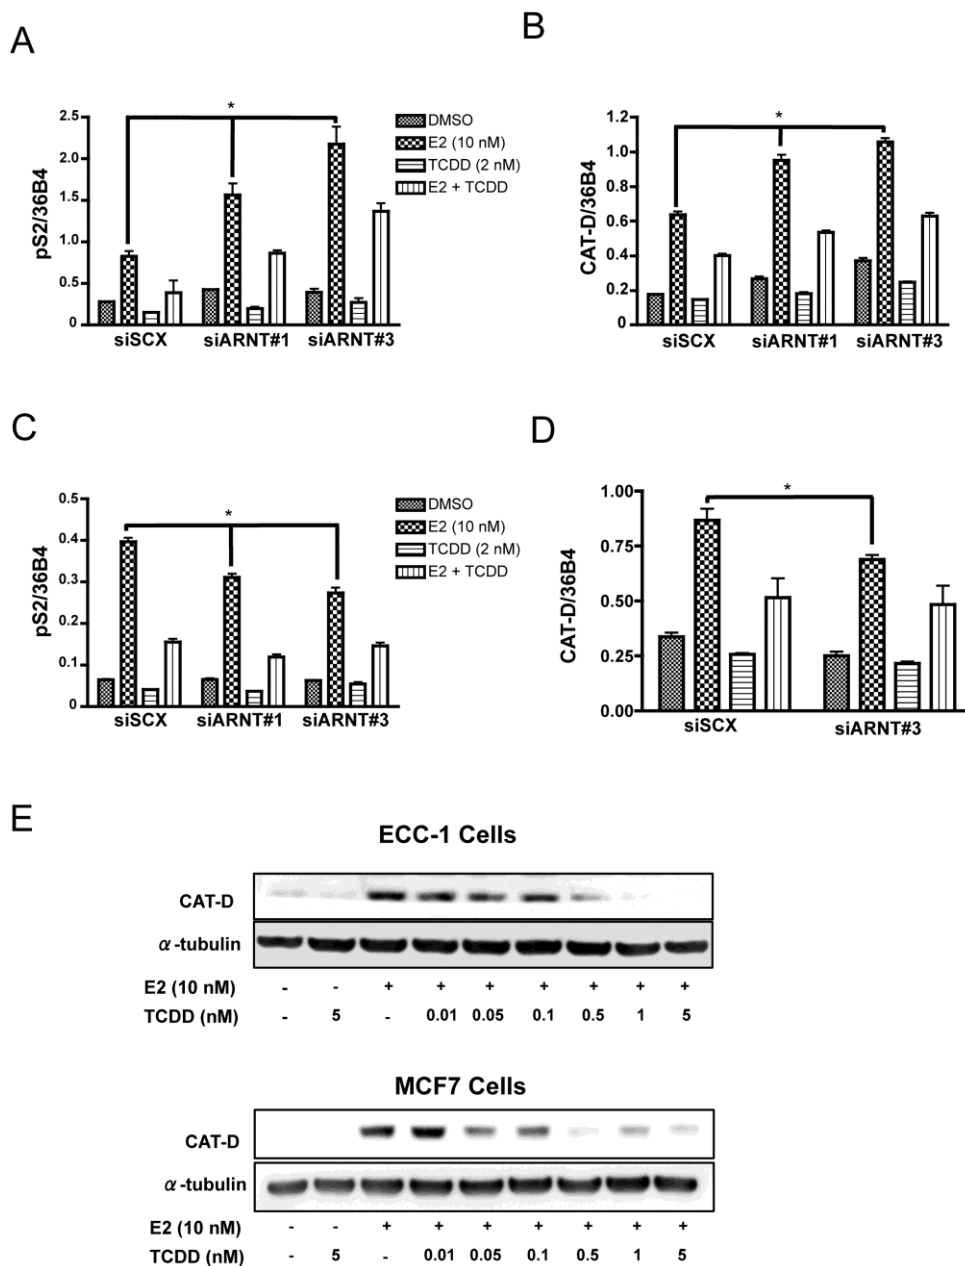 A
B
2.5
2.0
1.5
1.0
0.5
0
pS2/36B4
*
siSCX siARNT#1 siARNT#3
DMSO
E2 (10 nM)
TCDD (2 nM)
E2 + TCDD
1.2
1.0
0.8
0.6
0.4
0.2
0
CAT-D/36B4
*
siSCX siARNT#1 siARNT#3
C
D
0.5
0.4
0.3
0.2
0.1
0
pS2/36B4
*
siSCX siARNT#1 siARNT#3
DMSO
E2 (10 nM)
TCDD (2 nM)
E2 + TCDD
1.00
0.75
0.50
0.25
0.00
CAT-D/36B4
*
siSCX siARNT#3
E
ECC-1 Cells
CAT-D
α-tubulin
E2 (10 nM) - - + + + + + + +
TCDD (nM) - 5 - 0.01 0.05 0.1 0.5 1 5
MCF7 Cells
CAT-D
α-tubulin
E2 (10 nM) - - + + + + + + +
TCDD (nM) - 5 - 0.01 0.05 0.1 0.5 1 5